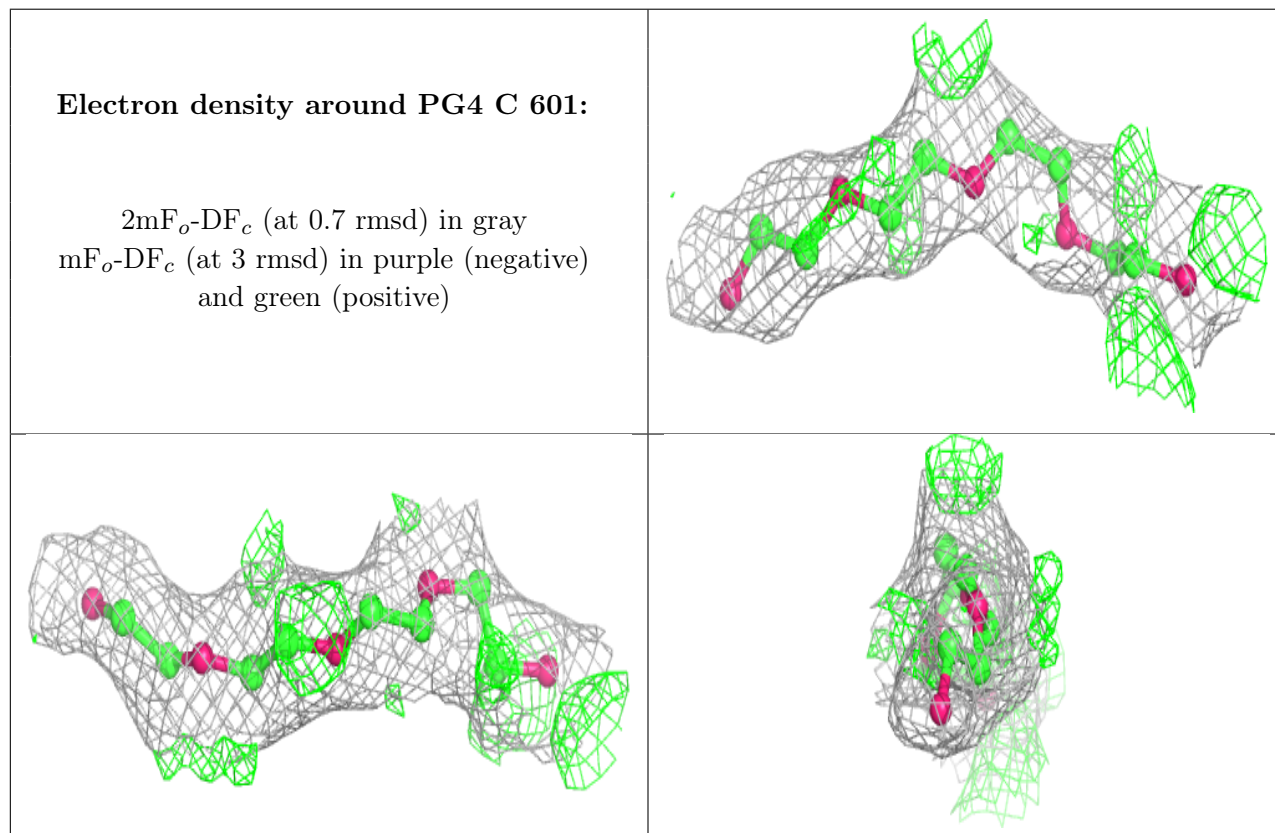 Electron density around PG4 C 601:
2mFₒ-DF𝒸 (at 0.7 rmsd) in gray
mFₒ-DF𝒸 (at 3 rmsd) in purple (negative)
and green (positive)